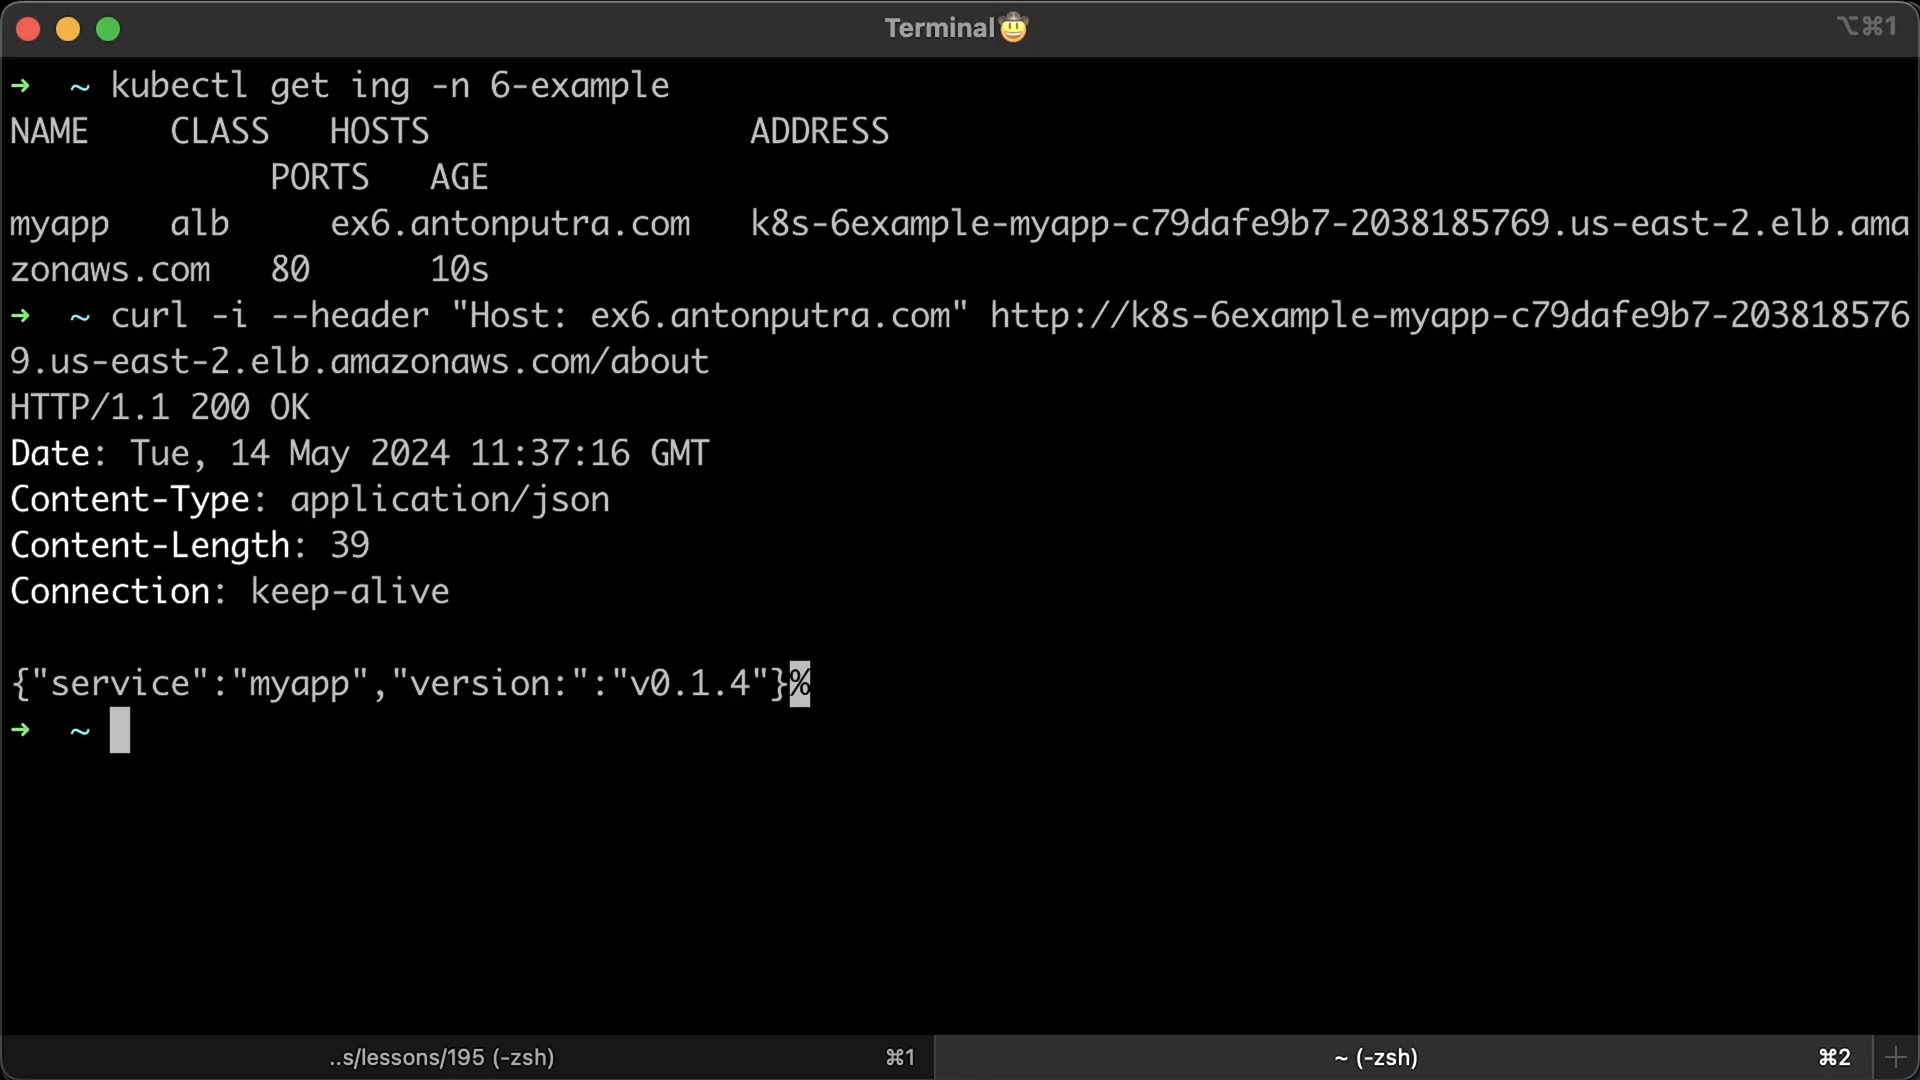 Terminal🤠
⌥⌘1
➜  ~ kubectl get ing -n 6-example
NAME    CLASS   HOSTS                ADDRESS
             PORTS   AGE
myapp   alb     ex6.antonputra.com   k8s-6example-myapp-c79dafe9b7-2038185769.us-east-2.elb.ama
zonaws.com   80      10s
➜  ~ curl -i --header "Host: ex6.antonputra.com" http://k8s-6example-myapp-c79dafe9b7-203818576
9.us-east-2.elb.amazonaws.com/about
HTTP/1.1 200 OK
Date: Tue, 14 May 2024 11:37:16 GMT
Content-Type: application/json
Content-Length: 39
Connection: keep-alive

{"service":"myapp","version:":"v0.1.4"}%
➜  ~
..s/lessons/195 (-zsh)
⌘1
~ (-zsh)
⌘2
+